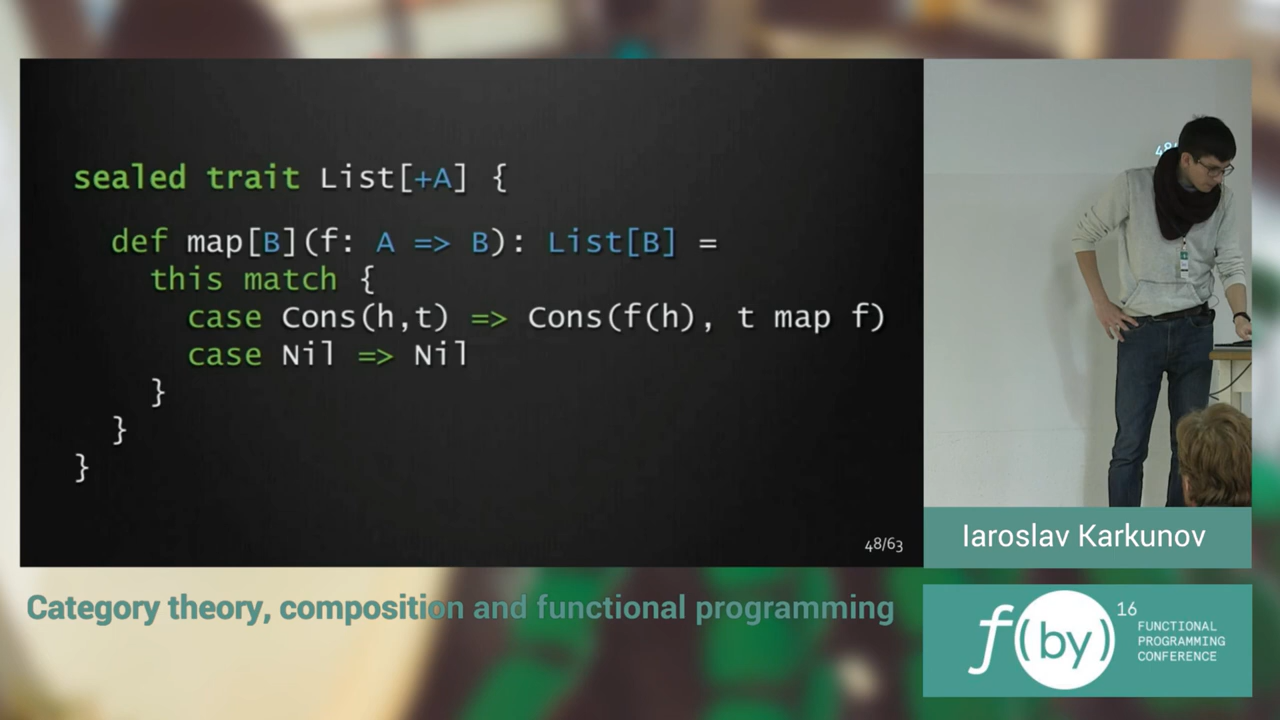 sealed trait List[+A] {
def map[B](f: A => B): List[B] =
this match {
case Cons(h,t) => Cons(f(h), t map f)
case Nil => Nil
}
}
}
48/63
Iaroslav Karkunov
Category theory, composition and functional programming
f(by) 16
FUNCTIONAL
PROGRAMMING
CONFERENCE